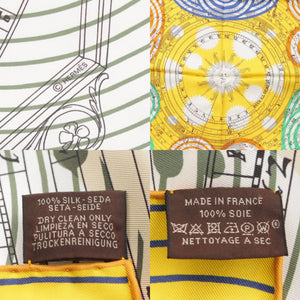 © HERMÈS
100% SILK-SEDA
SETA-SEIDE
DRY CLEAN ONLY
LIMPIEZA EN SECO
PULITURA A SECCO
TROCKENREINIGUNG
MADE IN FRANCE
100% SOIE
NETTOYAGE A SEC